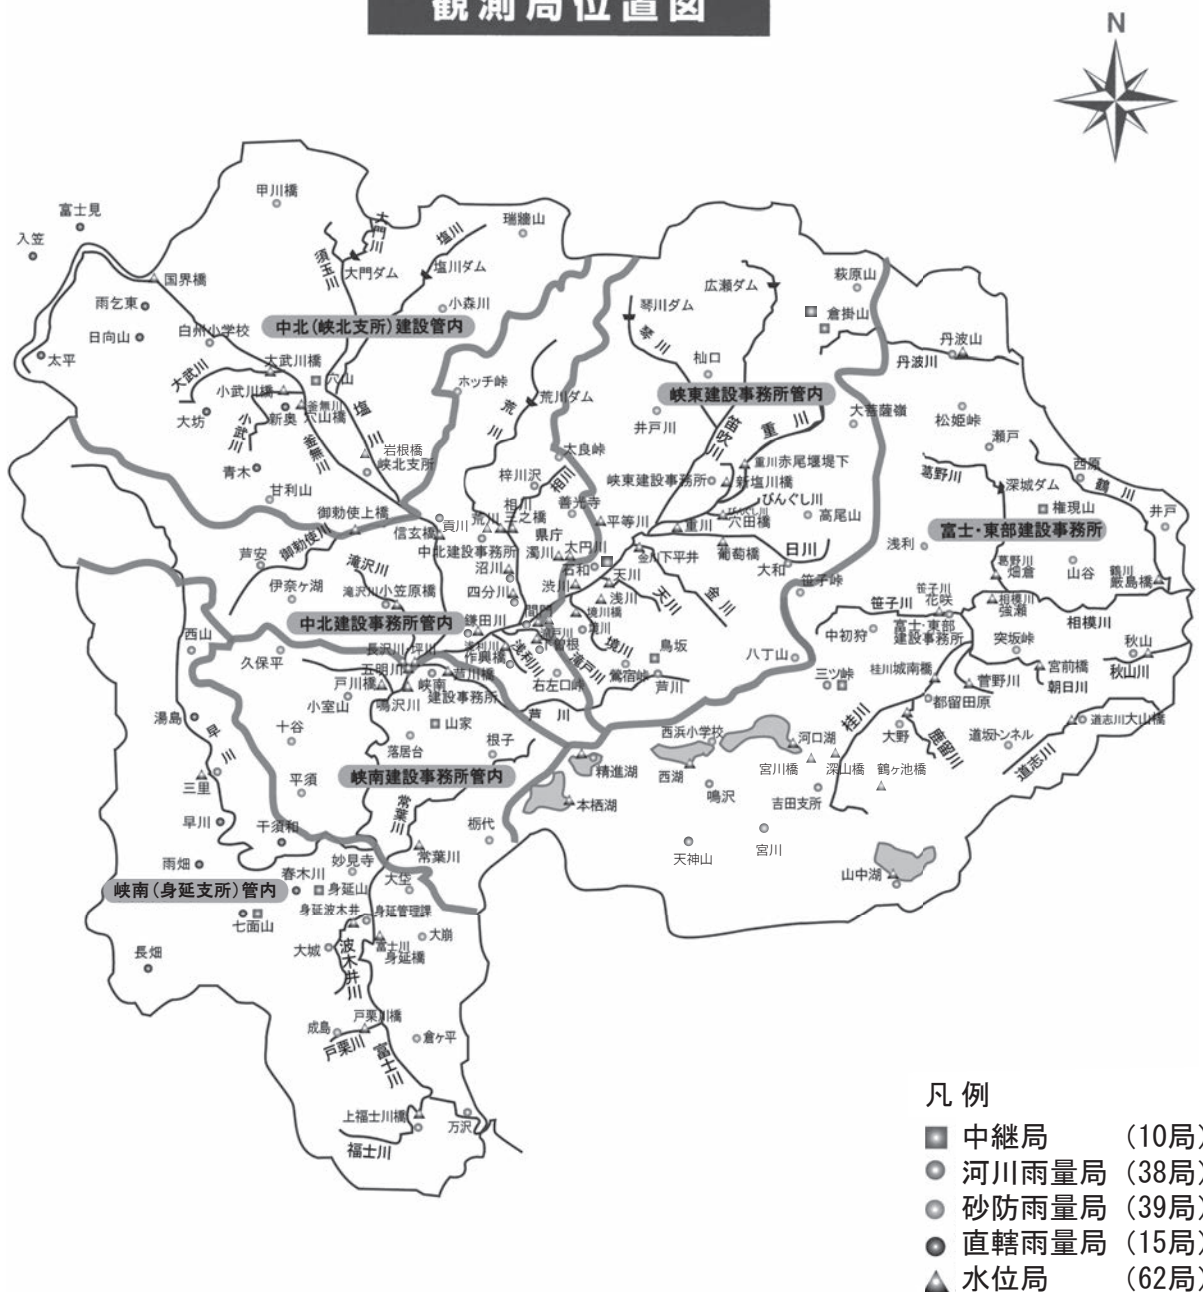 観測局位置図
N
甲川橋
富士見
入笠
大門川
須玉川
大門ダム
塩川
塩川ダム
瑞牆山
国界橋
雨乞東
日向山
太平
白州小学校
小森川
中北(峡北支所)建設管内
大武川
大武川橋
小武川橋
穴山
釜無川
穴山橋
大坊
小武川
新奥
釜無川
塩川
岩根橋
峡北支所
青木
甘利山
ホッチ峠
荒川
荒川ダム
琴川ダム
琴川
広瀬ダム
萩原山
倉掛山
杣口
峡東建設事務所管内
井戸川
笛吹川
重川
太良峠
梓川沢
相川
善光寺
峡東建設事務所
重川赤尾堰堤下
新塩川橋
びんぐし川
びんぐし川
穴田橋
高尾山
丹波山
丹波川
大菩薩嶺
松姫峠
瀬戸
葛野川
深城ダム
西原
鶴川
権現山
井戸
富士・東部建設事務所
浅利
御勅使上橋
御勅使川
芦安
信玄橋
貢川
荒川
相川
三之橋
県庁
平等川
重川
中北建設事務所
濁川
太円川
石和
金川
下平井
葡萄橋
日川
大和
笹子峠
滝沢川
伊奈ヶ湖
滝沢川
小笠原橋
沼川
四分川
渋川
天川
浅川
天川
金川
中北建設事務所管内
鎌田川
間門
境川橋
滝川
境川
浅利川
作興橋
浅利川
滝戸川
曽根
滝戸川
鳥坂
鶯宿峠
芦川
右左口峠
芦川
八丁山
葛野川
畑倉
山谷
鶴川
厳島橋
笹子川
笹子川
花咲
相模川
強瀬
相模川
中初狩
富士・東部
建設事務所
突坂峠
秋山
秋山川
三ツ峠
桂川城南橋
菅野川
宮前橋
朝日川
都留田原
桂川
大野
鹿留川
道坂トンネル
道志川大山橋
道志川
西山
久保平
長沢川
坪川
五明川
戸川橋
小室山
鳴沢川
峡南
建設事務所
芦川橋
山家
落居台
根子
湯島
早川
十谷
平須
三里
早川
干須和
雨畑
峡南建設事務所管内
常葉川
常葉川
栃代
西浜小学校
精進湖
西湖
本栖湖
河口湖
宮川橋
深山橋
鶴ヶ池橋
鳴沢
吉田支所
天神山
宮川
山中湖
峡南(身延支所)管内
妙見寺
春木川
身延山
大垈
七面山
身延波木井
身延管理課
長畑
大城
波木井川
富士川
身延橋
大崩
成島
戸栗川橋
戸栗川
富士川
倉ヶ平
上福士川橋
福士川
万沢
凡例
中継局 (10局)
河川雨量局 (38局)
砂防雨量局 (39局)
直轄雨量局 (15局)
水位局 (62局)